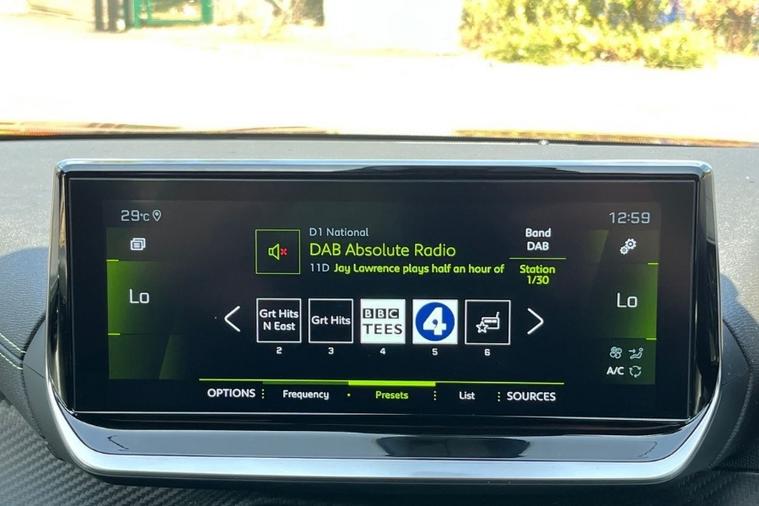 29°C
12:59
D1 National
DAB Absolute Radio
11D Jay Lawrence plays half an hour of
Band
DAB
Station
1/30
Lo
Lo
Grt Hits
N East
Grt Hits
BBC
TEES
4
2
3
4
5
6
A/C
OPTIONS
Frequency
Presets
List
SOURCES